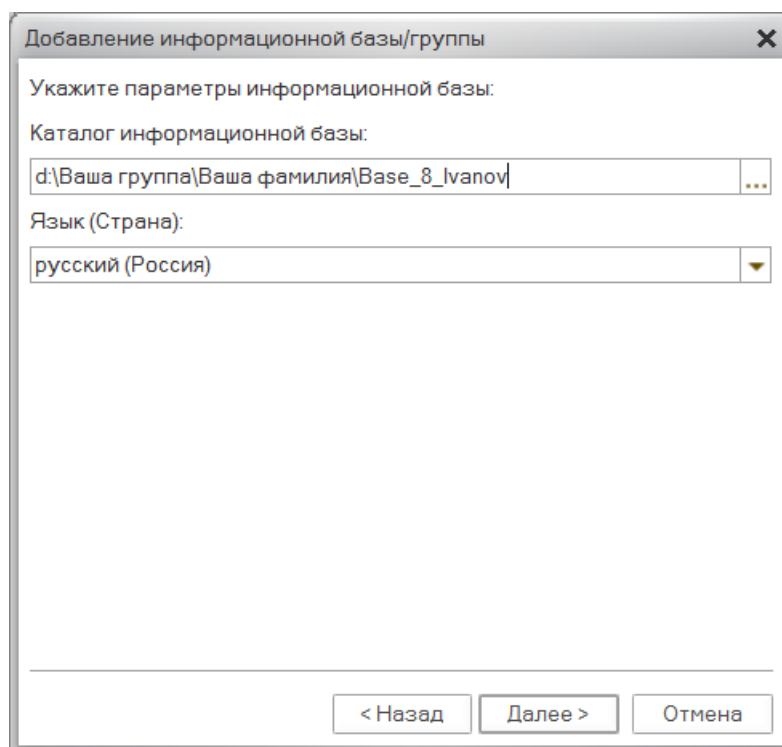 Добавление информационной базы/группы
Укажите параметры информационной базы:
Каталог информационной базы:
d:\Ваша группа\Ваша фамилия\Base_8_Ivanov
...
Язык (Страна):
русский (Россия)
< Назад
Далее >
Отмена